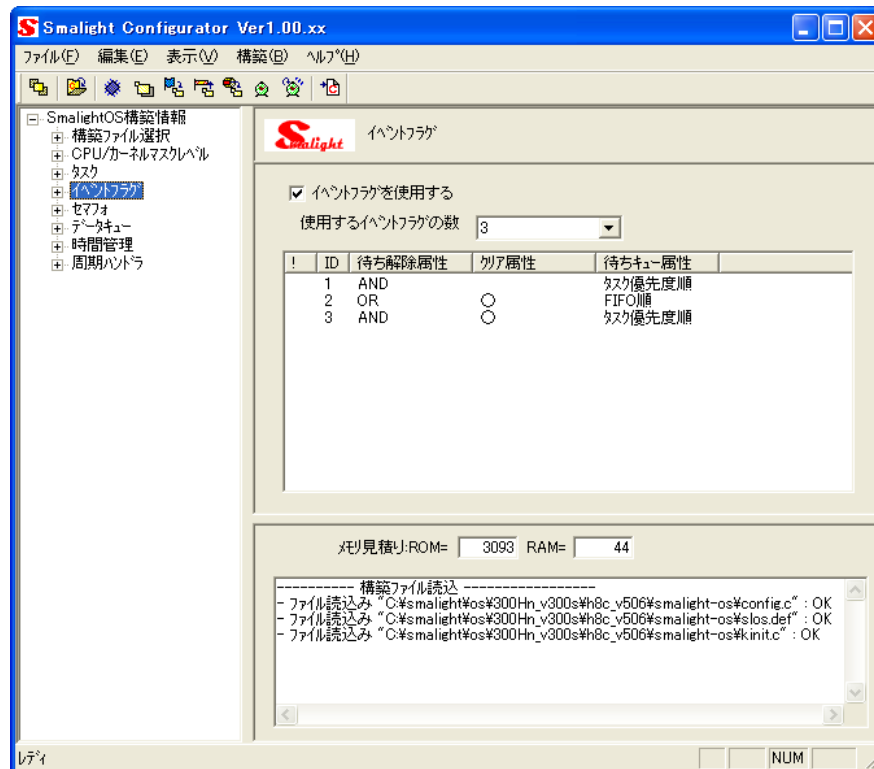 Smalight Configurator Ver1.00.xx
ﾌｧｲﾙ(F) 編集(E) 表示(V) 構築(B) ﾍﾙﾌﾟ(H)
SmalightOS構築情報
構築ﾌｧｲﾙ選択
CPU/ｶｰﾈﾙﾏｽｸﾚﾍﾞﾙ
ﾀｽｸ
ｲﾍﾞﾝﾄﾌﾗｸﾞ
ｾﾏﾌｫ
ﾃﾞｰﾀｷｭｰ
時間管理
周期ﾊﾝﾄﾞﾗ
Smalight ｲﾍﾞﾝﾄﾌﾗｸﾞ
ｲﾍﾞﾝﾄﾌﾗｸﾞを使用する
使用するｲﾍﾞﾝﾄﾌﾗｸﾞの数 3
! ID 待ち解除属性 ｸﾘｱ属性 待ちｷｭｰ属性
1 AND ﾀｽｸ優先度順
2 OR ○ FIFO順
3 AND ○ ﾀｽｸ優先度順
ﾒﾓﾘ見積り:ROM= 3093 RAM= 44
---------- 構築ﾌｧｲﾙ読込 -----------------
- ﾌｧｲﾙ読込み "C:¥smalight¥os¥300Hn_v300s¥h8c_v506¥smalight-os¥config.c" : OK
- ﾌｧｲﾙ読込み "C:¥smalight¥os¥300Hn_v300s¥h8c_v506¥smalight-os¥slos.def" : OK
- ﾌｧｲﾙ読込み "C:¥smalight¥os¥300Hn_v300s¥h8c_v506¥smalight-os¥kinit.c" : OK
ﾚﾃﾞｨ NUM